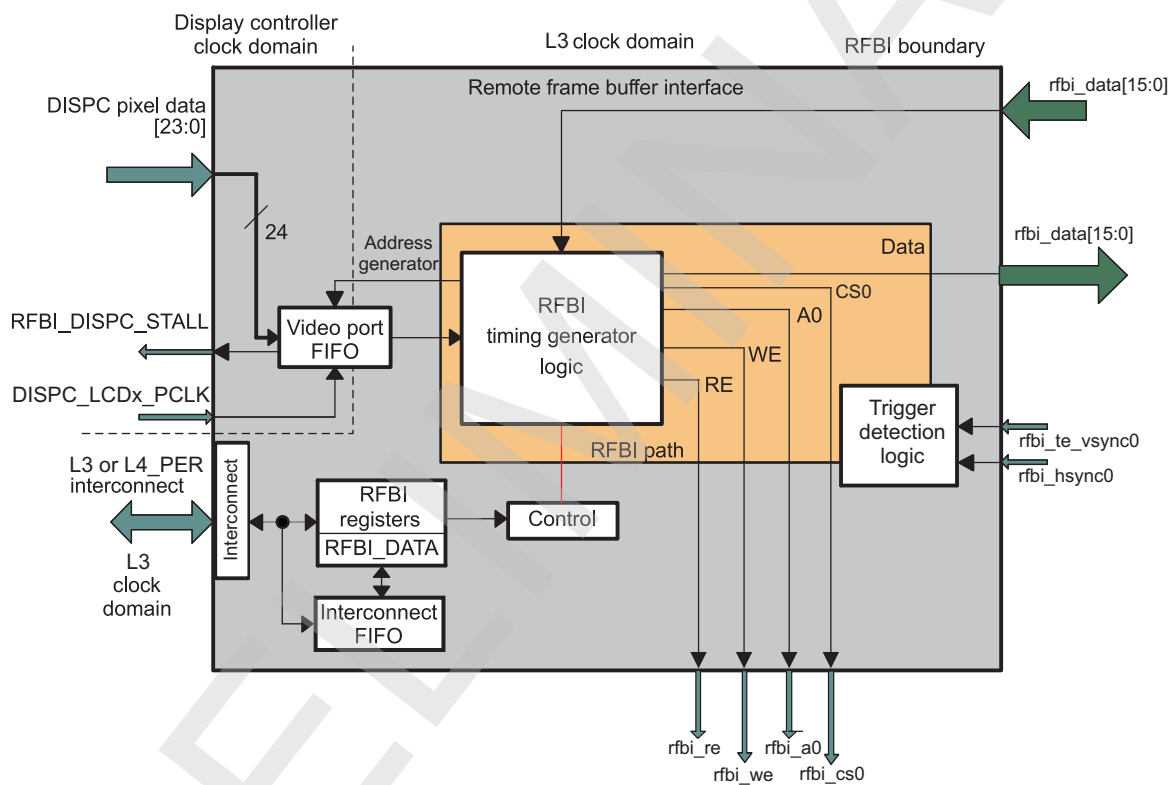 Display controller
clock domain
L3 clock domain
RFBI boundary
Remote frame buffer interface
DISPC pixel data
[23:0]
rfbi_data[15:0]
24
Address
generator
Data
rfbi_data[15:0]
RFBI
timing generator
logic
CS0
A0
WE
RE
RFBI_DISPC_STALL
Video port
FIFO
DISPC_LCDx_PCLK
Trigger
detection
logic
rfbi_te_vsync0
rfbi_hsync0
RFBI path
L3 or L4_PER
interconnect
Interconnect
RFBI
registers
RFBI_DATA
Control
L3
clock
domain
Interconnect
FIFO
rfbi_re
rfbi_we
rfbi_a0
rfbi_cs0